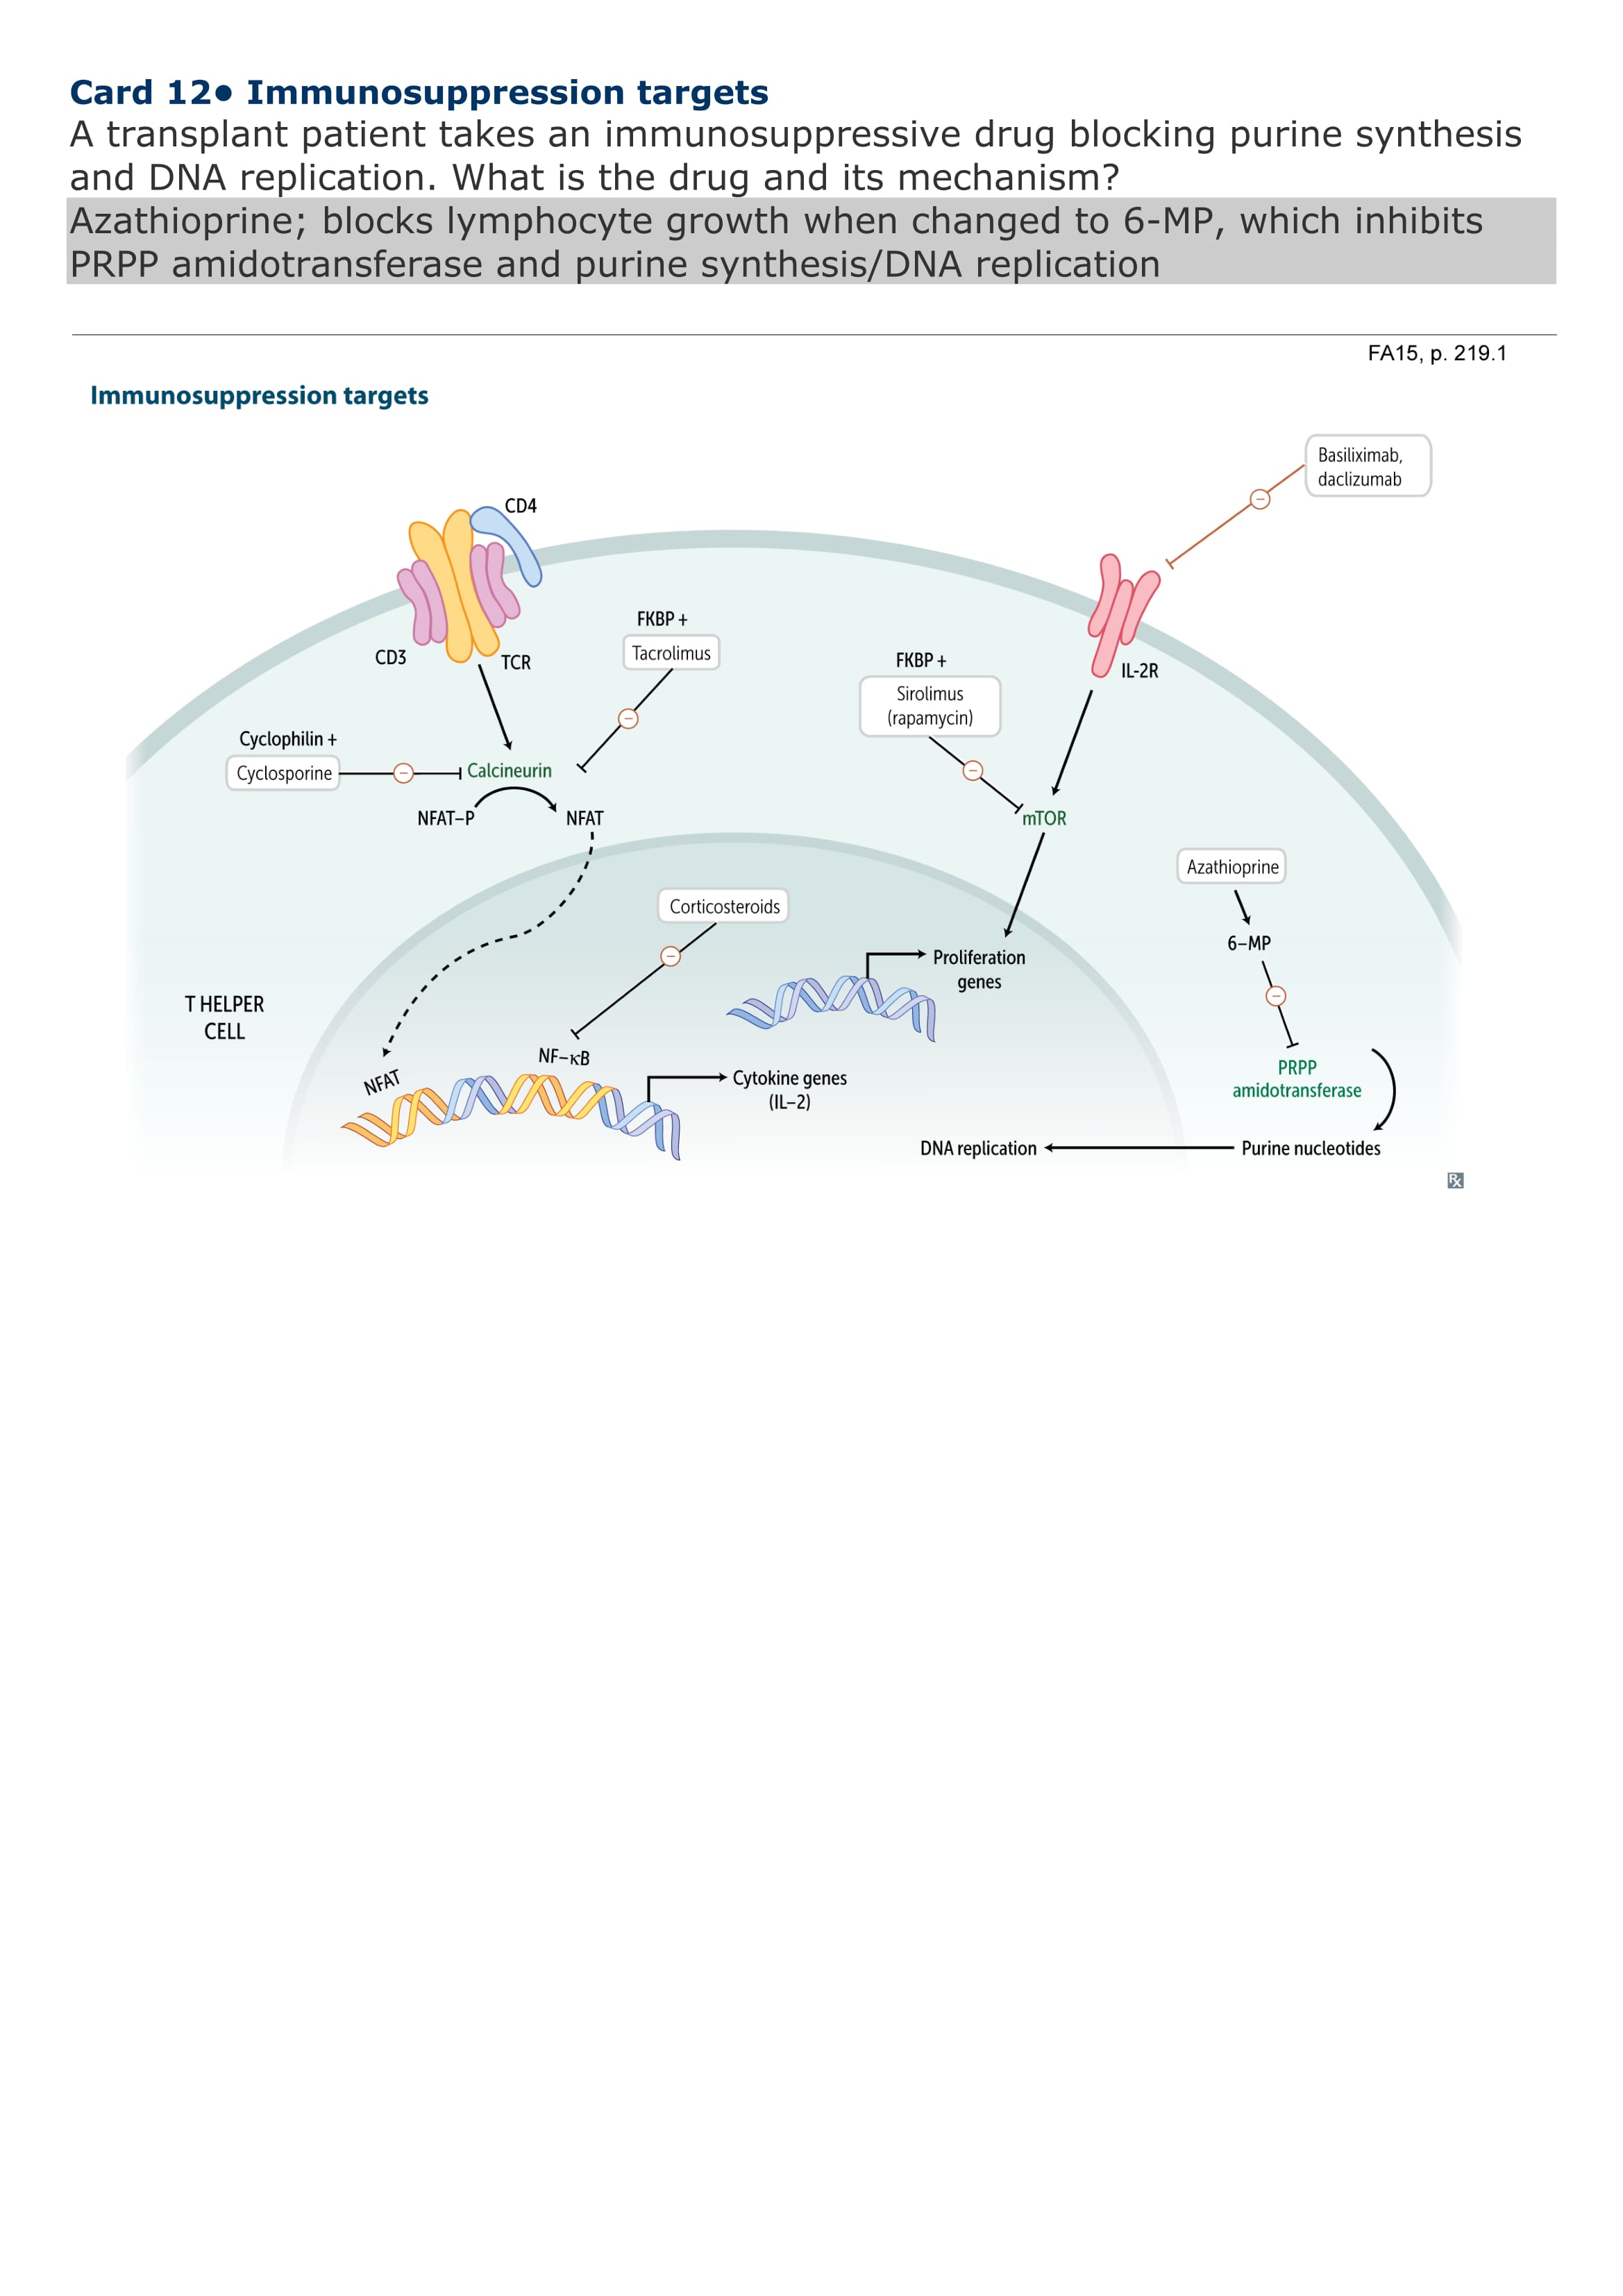 Card 12● Immunosuppression targets
A transplant patient takes an immunosuppressive drug blocking purine synthesis
and DNA replication. What is the drug and its mechanism?
Azathioprine; blocks lymphocyte growth when changed to 6-MP, which inhibits
PRPP amidotransferase and purine synthesis/DNA replication
FA15, p. 219.1
Immunosuppression targets
Basiliximab,
daclizumab
CD4
CD3
TCR
FKBP +
Tacrolimus
FKBP +
Sirolimus
(rapamycin)
IL-2R
Cyclophilin +
Cyclosporine
Calcineurin
NFAT–P
NFAT
mTOR
Azathioprine
Corticosteroids
6–MP
Proliferation
genes
T HELPER
CELL
NF–κB
NFAT
Cytokine genes
(IL–2)
PRPP
amidotransferase
DNA replication
Purine nucleotides
Rx